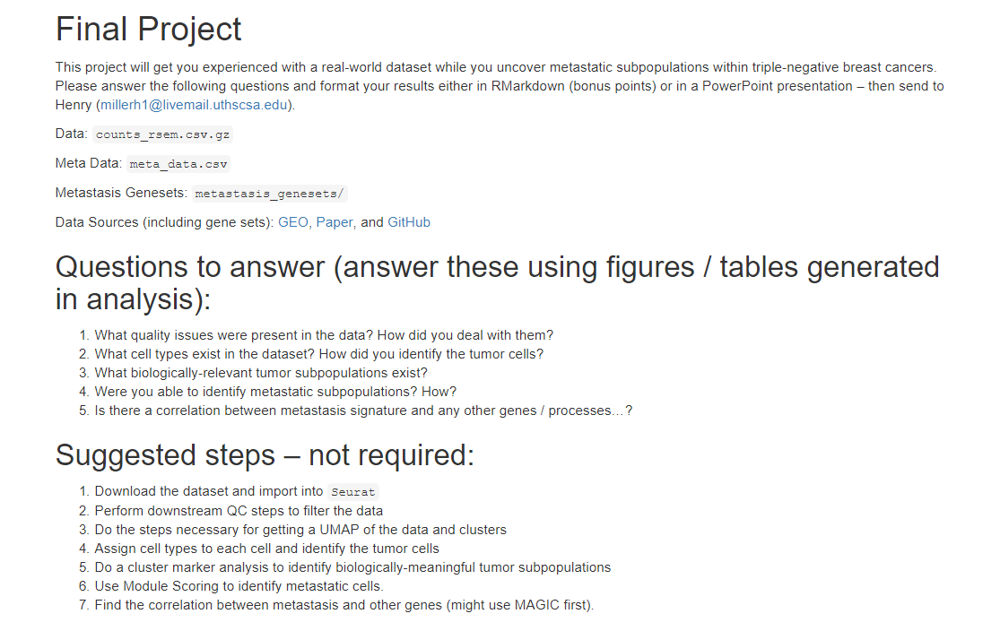 Final Project
This project will get you experienced with a real-world dataset while you uncover metastatic subpopulations within triple-negative breast cancers.
Please answer the following questions and format your results either in RMarkdown (bonus points) or in a PowerPoint presentation – then send to
Henry (millerh1@livemail.uthscsa.edu).
Data: counts_rsem.csv.gz
Meta Data: meta_data.csv
Metastasis Genesets: metastasis_genesets/
Data Sources (including gene sets): GEO, Paper, and GitHub
Questions to answer (answer these using figures / tables generated
in analysis):
1. What quality issues were present in the data? How did you deal with them?
2. What cell types exist in the dataset? How did you identify the tumor cells?
3. What biologically-relevant tumor subpopulations exist?
4. Were you able to identify metastatic subpopulations? How?
5. Is there a correlation between metastasis signature and any other genes / processes…?
Suggested steps – not required:
1. Download the dataset and import into Seurat
2. Perform downstream QC steps to filter the data
3. Do the steps necessary for getting a UMAP of the data and clusters
4. Assign cell types to each cell and identify the tumor cells
5. Do a cluster marker analysis to identify biologically-meaningful tumor subpopulations
6. Use Module Scoring to identify metastatic cells.
7. Find the correlation between metastasis and other genes (might use MAGIC first).